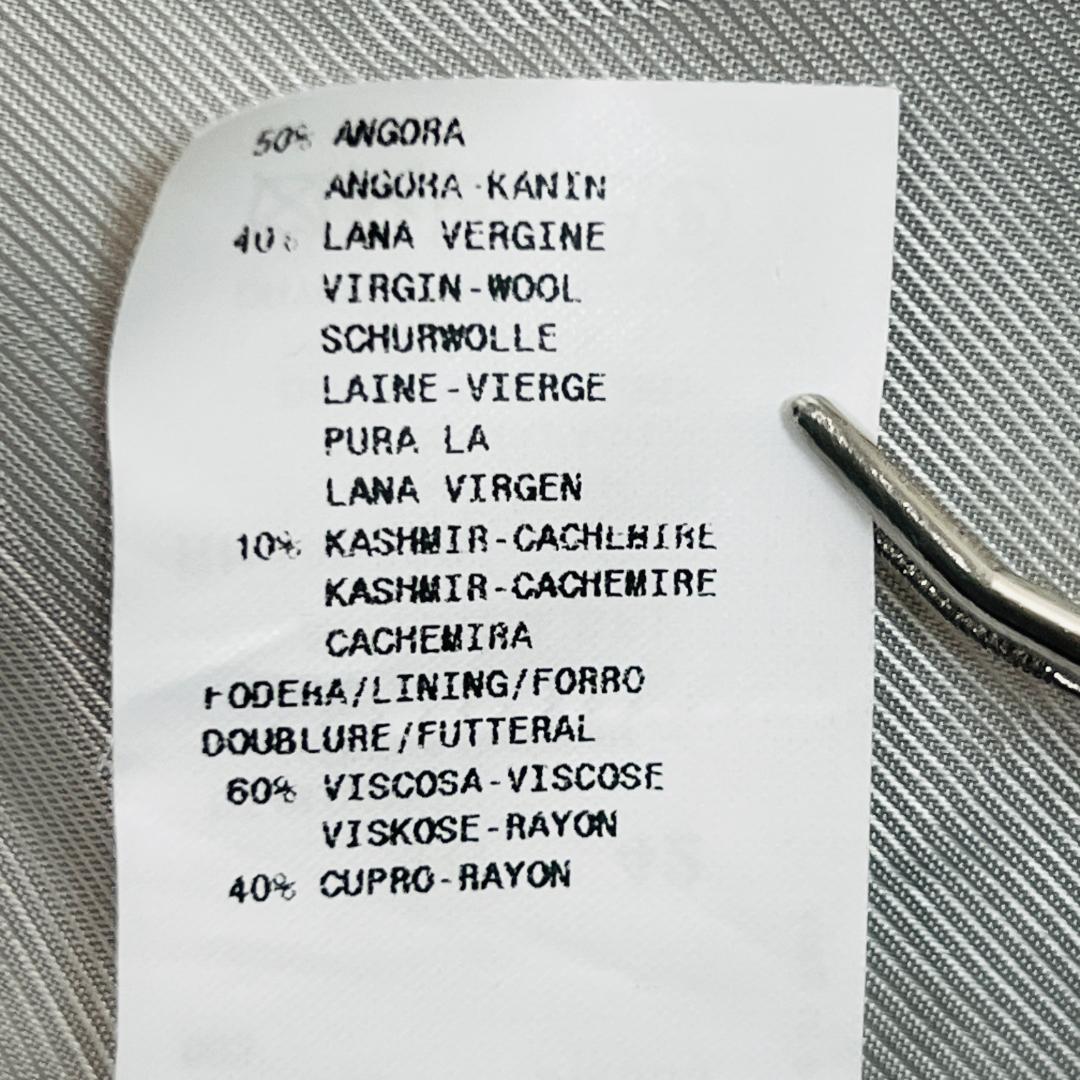 50% ANGORA
ANGORA-KANIN
40% LANA VERGINE
VIRGIN-WOOL
SCHURWOLLE
LAINE-VIERGE
PURA LA
LANA VIRGEN
10% KASHMIR-CACHEMIRE
KASHMIR-CACHEMIRE
CACHEMIRA
FODERA/LINING/FORRO
DOUBLURE/FUTTERAL
60% VISCOSA-VISCOSE
VISKOSE-RAYON
40% CUPRO-RAYON